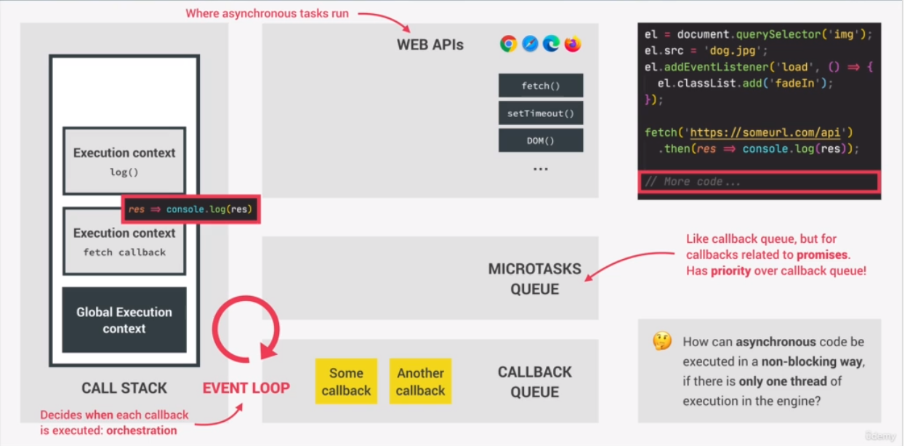 Where asynchronous tasks run
WEB APIs
fetch()
setTimeout()
DOM()
...
Execution context
log()
res => console.log(res)
Execution context
fetch callback
Global Execution
context
CALL STACK
EVENT LOOP
Decides when each callback
is executed: orchestration
MICROTASKS
QUEUE
Some
callback
Another
callback
CALLBACK
QUEUE
el = document.querySelector('img');
el.src = 'dog.jpg';
el.addEventListener('load', () => {
  el.classList.add('fadeIn');
});
fetch('https://someurl.com/api')
  .then(res => console.log(res));
// More code...
Like callback queue, but for
callbacks related to promises.
Has priority over callback queue!
How can asynchronous code be
executed in a non-blocking way,
if there is only one thread of
execution in the engine?
Udemy